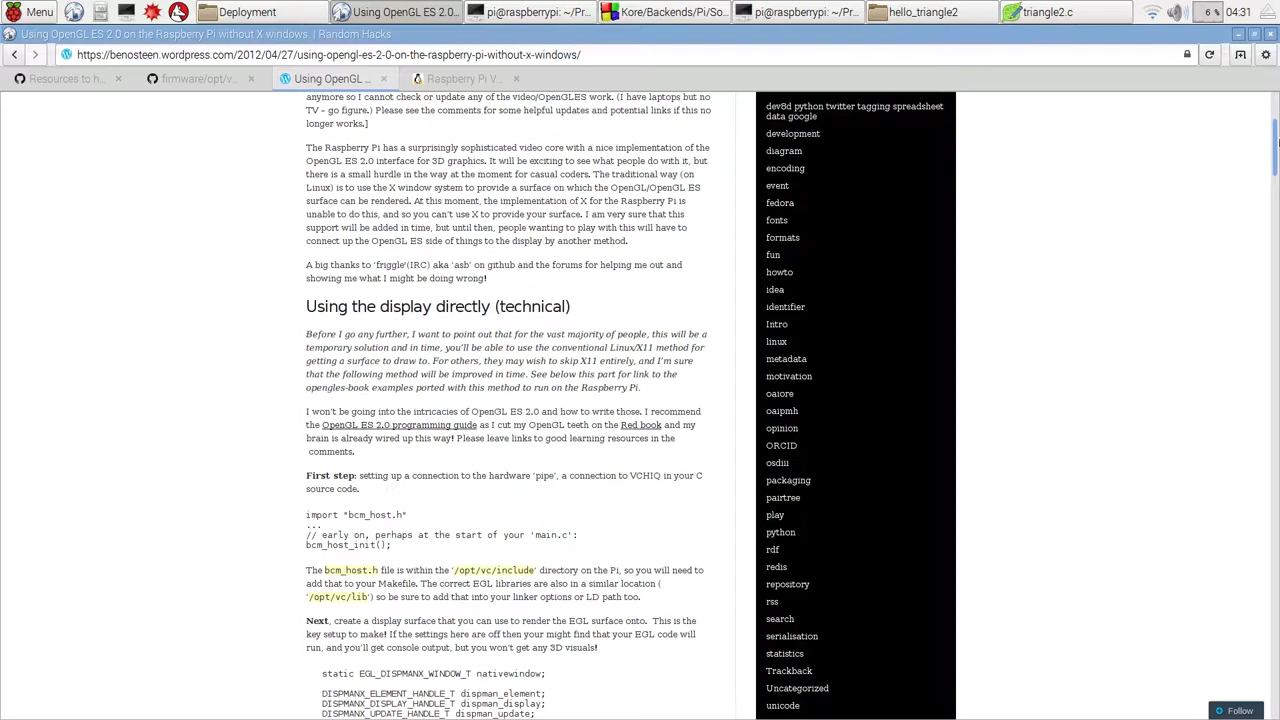 Menu
Deployment
Using OpenGL ES 2.0 ...
pi@raspberrypi: ~/Pr...
Kore/Backends/Pi/So...
pi@raspberrypi: ~/Pr...
hello_triangle2
triangle2.c
6 %
04:31
Using OpenGL ES 2.0 on the Raspberry Pi without X windows. | Random Hacks
https://benosteen.wordpress.com/2012/04/27/using-opengl-es-2-0-on-the-raspberry-pi-without-x-windows/
Resources to h...
firmware/opt/v...
Using OpenGL ...
Raspberry Pi V...
anymore so I cannot check or update any of the video/OpenGLES work. (I have laptops but no
TV – go figure.) Please see the comments for some helpful updates and potential links if this no
longer works.]
The Raspberry Pi has a surprisingly sophisticated video core with a nice implementation of the
OpenGL ES 2.0 interface for 3D graphics. It will be exciting to see what people do with it, but
there is a small hurdle in the way at the moment for casual coders. The traditional way (on
Linux) is to use the X window system to provide a surface on which the OpenGL/OpenGL ES
surface can be rendered. At this moment, the implementation of X for the Raspberry Pi is
unable to do this, and so you can't use X to provide your surface. I am very sure that this
support will be added in time, but until then, people wanting to play with this will have to
connect up the OpenGL ES side of things to the display by another method.
A big thanks to 'friggle'(IRC) aka 'asb' on github and the forums for helping me out and
showing me what I might be doing wrong!
Using the display directly (technical)
Before I go any further, I want to point out that for the vast majority of people, this will be a
temporary solution and in time, you'll be able to use the conventional Linux/X11 method for
getting a surface to draw to. For others, they may wish to skip X11 entirely, and I'm sure
that the following method will be improved in time. See below this part for link to the
opengles-book examples ported with this method to run on the Raspberry Pi.
I won't be going into the intricacies of OpenGL ES 2.0 and how to write those. I recommend
the OpenGL ES 2.0 programming guide as I cut my OpenGL teeth on the Red book and my
brain is already wired up this way! Please leave links to good learning resources in the
comments.
First step: setting up a connection to the hardware 'pipe', a connection to VCHIQ in your C
source code.
import "bcm_host.h"
...
// early on, perhaps at the start of your 'main.c':
bcm_host_init();
The bcm_host.h file is within the '/opt/vc/include' directory on the Pi, so you will need to
add that to your Makefile. The correct EGL libraries are also in a similar location (
'/opt/vc/lib') so be sure to add that into your linker options or LD path too.
Next, create a display surface that you can use to render the EGL surface onto. This is the
key setup to make! If the settings here are off then your might find that your EGL code will
run, and you'll get console output, but you won't get any 3D visuals!
static EGL_DISPMANX_WINDOW_T nativewindow;
DISPMANX_ELEMENT_HANDLE_T dispman_element;
DISPMANX_DISPLAY_HANDLE_T dispman_display;
DISPMANX_UPDATE_HANDLE_T dispman_update;
dev8d python twitter tagging spreadsheet
data google
development
diagram
encoding
event
fedora
fonts
formats
fun
howto
idea
identifier
Intro
linux
metadata
motivation
oaiore
oaipmh
opinion
ORCID
osdiii
packaging
pairtree
play
python
rdf
redis
repository
rss
search
serialisation
statistics
Trackback
Uncategorized
unicode
Follow